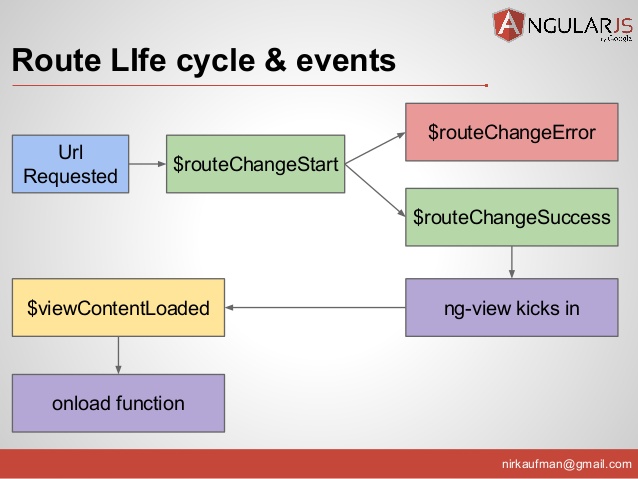 ANGULARJS
by Google
Route LIfe cycle & events
$routeChangeError
Url
Requested
$routeChangeStart
$routeChangeSuccess
$viewContentLoaded
ng-view kicks in
onload function
nirkaufman@gmail.com